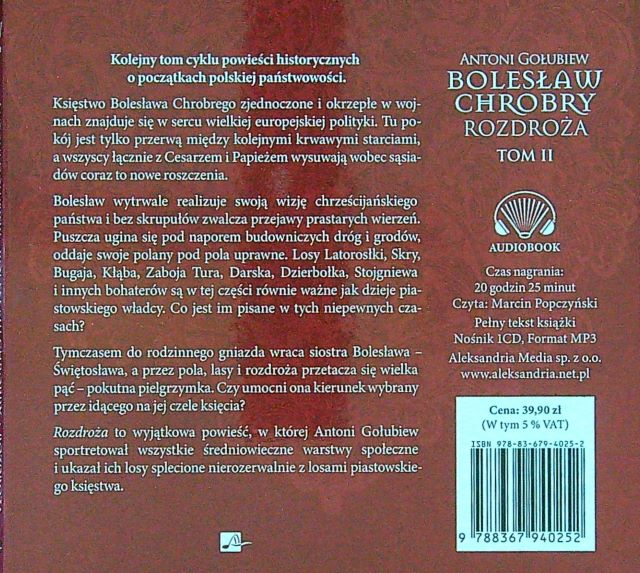 Kolejny tom cyklu powieści historycznych
o początkach polskiej państwowości.
Księstwo Bolesława Chrobrego zjednoczone i okrzepłe w woj-
nach znajduje się w sercu wielkiej europejskiej polityki. Tu po-
kój jest tylko przerwą między kolejnymi krwawymi starciami,
a wszyscy łącznie z Cesarzem i Papieżem wysuwają wobec sąsia-
dów coraz to nowe roszczenia.
Bolesław wytrwale realizuje swoją wizję chrześcijańskiego
państwa i bez skrupułów zwalcza przejawy prastarych wierzeń.
Puszcza ugina się pod naporem budowniczych dróg i grodów,
oddaje swoje polany pod pola uprawne. Losy Latorosłki, Skry,
Bugaja, Kłąba, Zaboja Tura, Darska, Dzierbołka, Stojgniewa
i innych bohaterów są w tej części równie ważne jak dzieje pia-
stowskiego władcy. Co jest im pisane w tych niepewnych cza-
sach?
Tymczasem do rodzinnego gniazda wraca siostra Bolesława –
Świętosława, a przez pola, lasy i rozdroża przetacza się wielka
pąć – pokutna pielgrzymka. Czy umocni ona kierunek wybrany
przez idącego na jej czele księcia?
Rozdroża to wyjątkowa powieść, w której Antoni Gołubiew
sportretował wszystkie średniowieczne warstwy społeczne
i ukazał ich losy splecione nierozerwalnie z losami piastowskie-
go księstwa.
ANTONI GOŁUBIEW
BOLESŁAW
CHROBRY
ROZDROŻA
TOM II
AUDIOBOOK
Czas nagrania:
20 godzin 25 minut
Czyta: Marcin Popczyński
Pełny tekst książki
Nośnik 1CD, Format MP3
Aleksandria Media sp. z o.o.
www.aleksandria.net.pl
Cena: 39,90 zł
(W tym 5 % VAT)
ISBN 978-83-679-4025-2
9 788367 940252